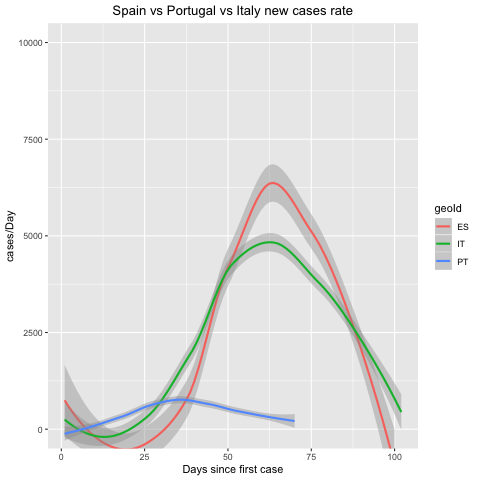 Spain vs Portugal vs Italy new cases rate
10000
7500
5000
2500
0
cases/Day
0 25 50 75 100
Days since first case
geoId
ES
IT
PT